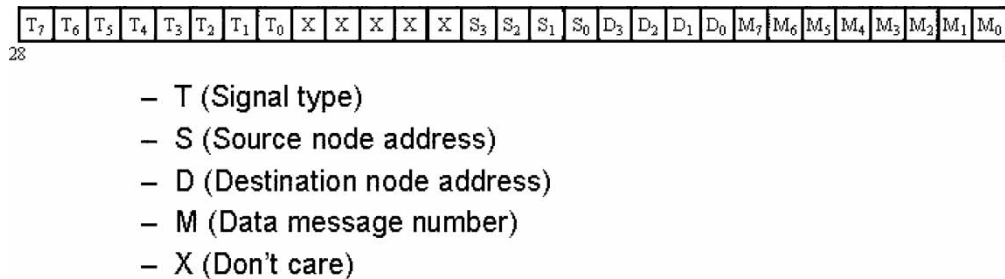 T₇ T₆ T₅ T₄ T₃ T₂ T₁ T₀ X X X X X S₃ S₂ S₁ S₀ D₃ D₂ D₁ D₀ M₇ M₆ M₅ M₄ M₃ M₂ M₁ M₀
28
– T (Signal type)
– S (Source node address)
– D (Destination node address)
– M (Data message number)
– X (Don't care)